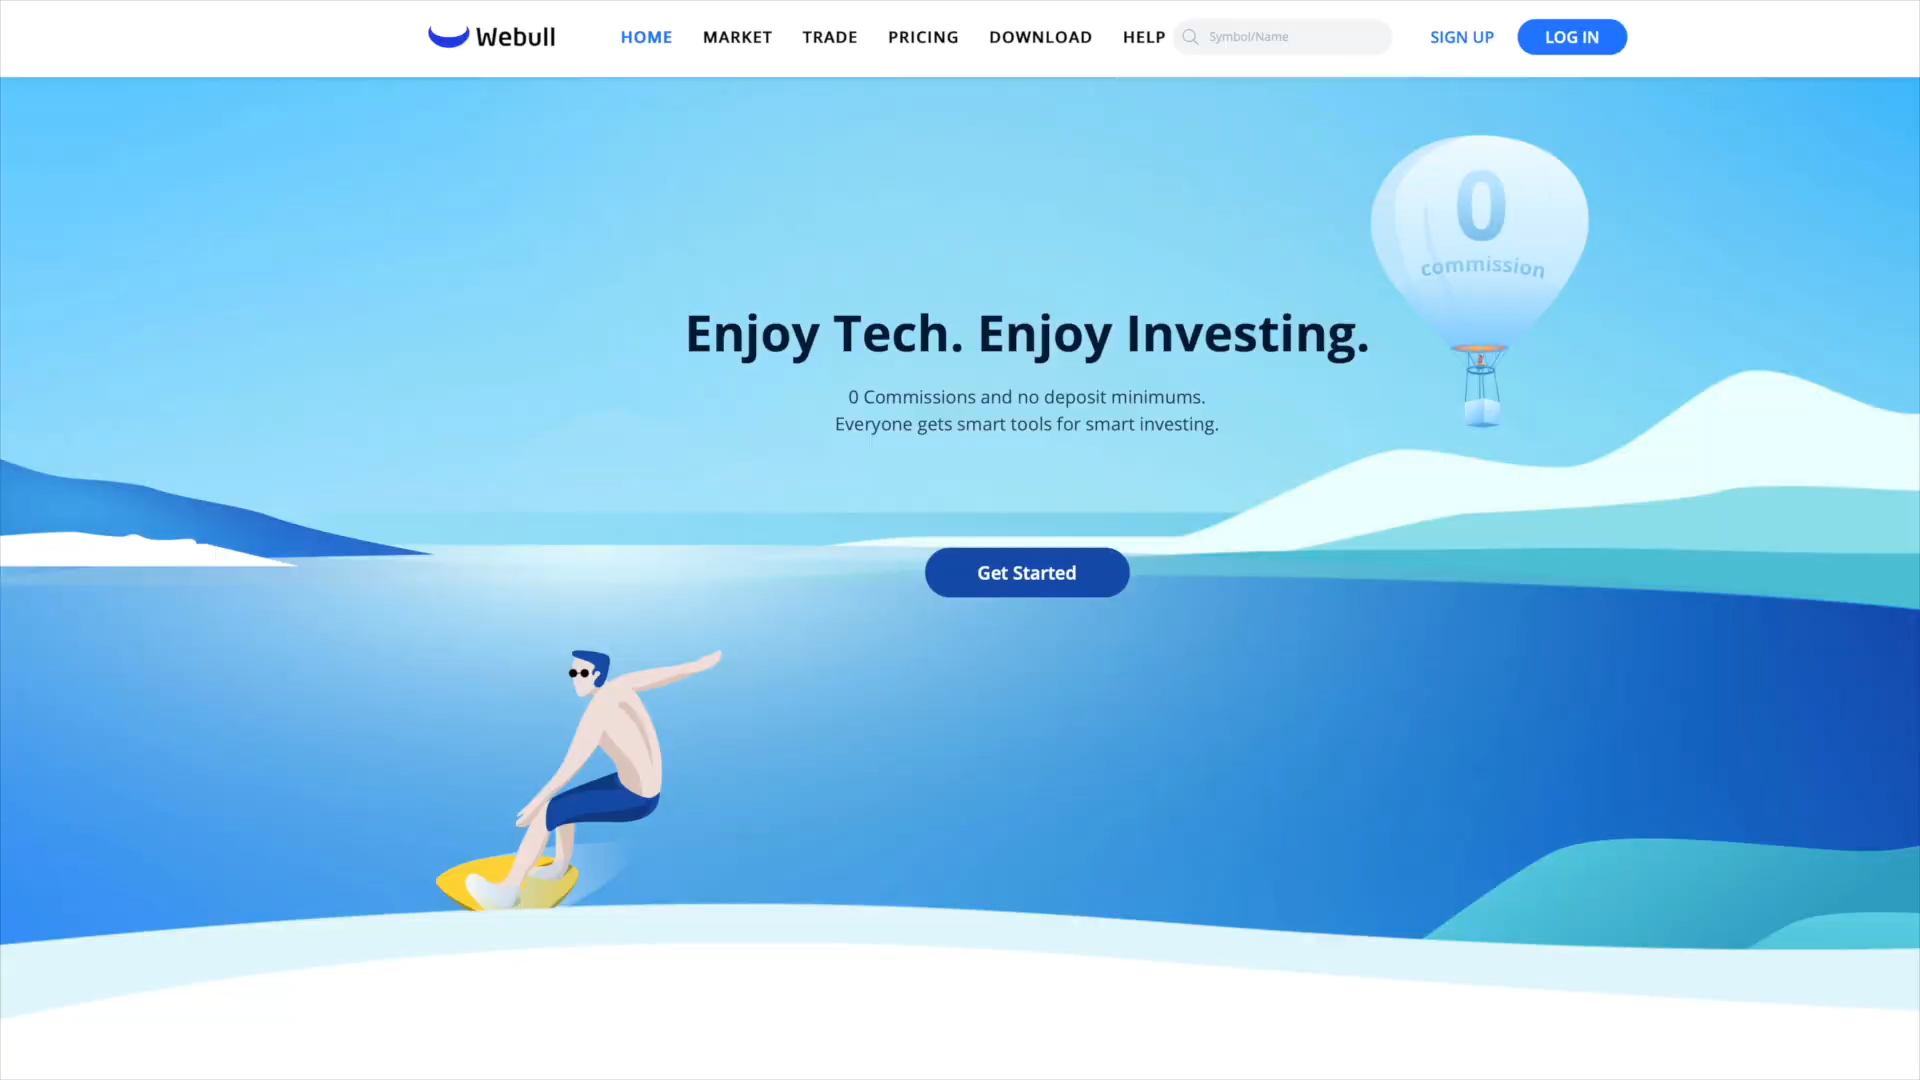 Webull
HOME MARKET TRADE PRICING DOWNLOAD HELP Symbol/Name SIGN UP LOG IN
0
commission
Enjoy Tech. Enjoy Investing.
0 Commissions and no deposit minimums.
Everyone gets smart tools for smart investing.
Get Started